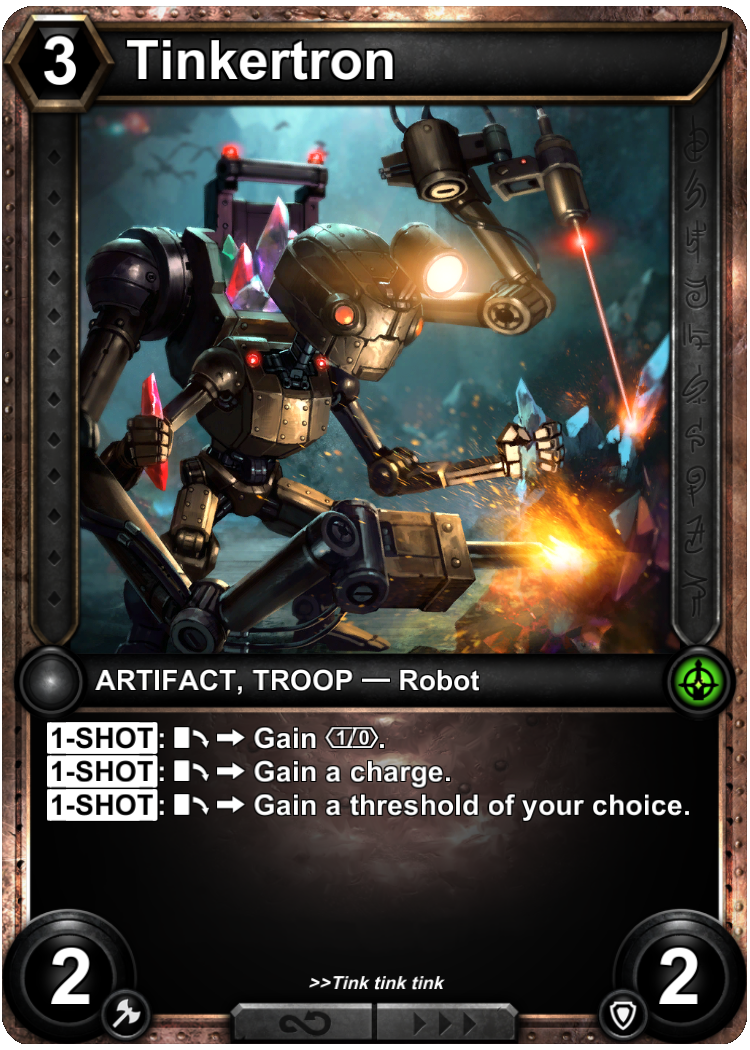 3 Tinkertron
ARTIFACT, TROOP — Robot
1-SHOT: → Gain ⟨1/0⟩.
1-SHOT: → Gain a charge.
1-SHOT: → Gain a threshold of your choice.
>>Tink tink tink
2 2